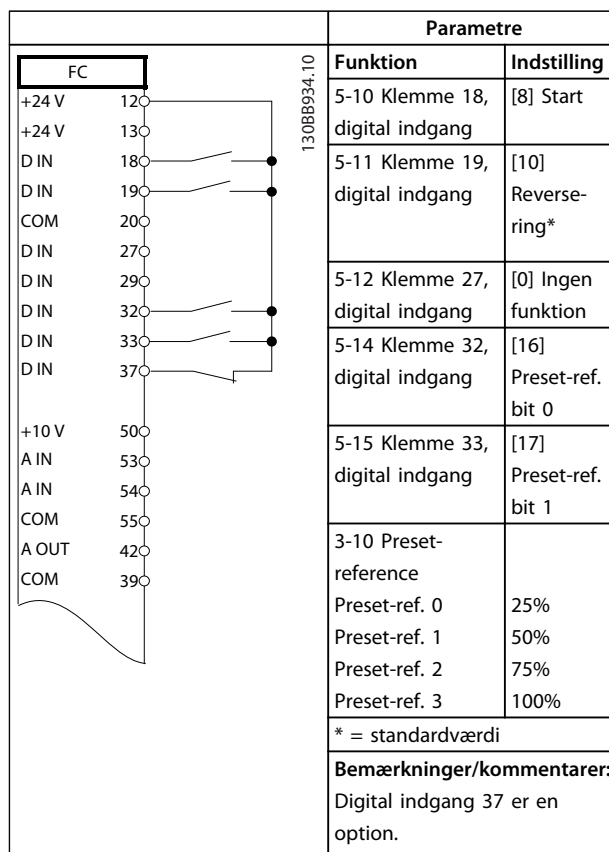 FC
130BB934.10
+24 V 12
+24 V 13
D IN 18
D IN 19
COM 20
D IN 27
D IN 29
D IN 32
D IN 33
D IN 37
+10 V 50
A IN 53
A IN 54
COM 55
A OUT 42
COM 39
Parametre
Funktion Indstilling
5-10 Klemme 18, [8] Start
digital indgang
5-11 Klemme 19, [10]
digital indgang Reverse-
ring*
5-12 Klemme 27, [0] Ingen
digital indgang funktion
5-14 Klemme 32, [16]
digital indgang Preset-ref.
bit 0
5-15 Klemme 33, [17]
digital indgang Preset-ref.
bit 1
3-10 Preset-
reference
Preset-ref. 0 25%
Preset-ref. 1 50%
Preset-ref. 2 75%
Preset-ref. 3 100%
* = standardværdi
Bemærkninger/kommentarer:
Digital indgang 37 er en
option.